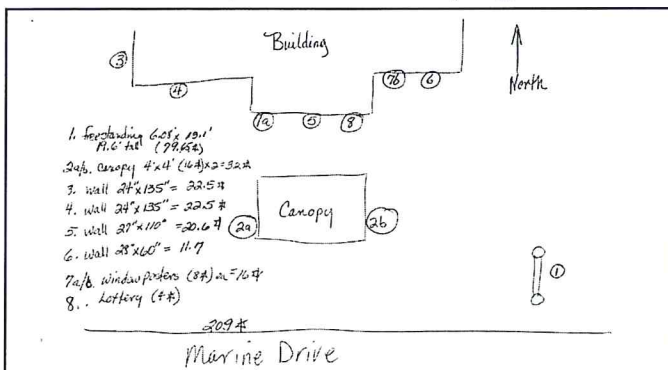 Building
North
3
4
1a
5
8
7b
6
1. freestanding 6.08' x 13.1'
19.6' tall (79.65#)
2a/b. Canopy 4'x4' (16#)x2=32#
3. wall 24"x135" = 22.5#
4. wall 24"x135" = 22.5#
5. wall 27"x110" = 20.6#
6. wall 28"x60" = 11.7
7a/b. window posters (8#) = 16#
8.. Lottery (4#)
Canopy
2a
2b
1
209#
Marine Drive